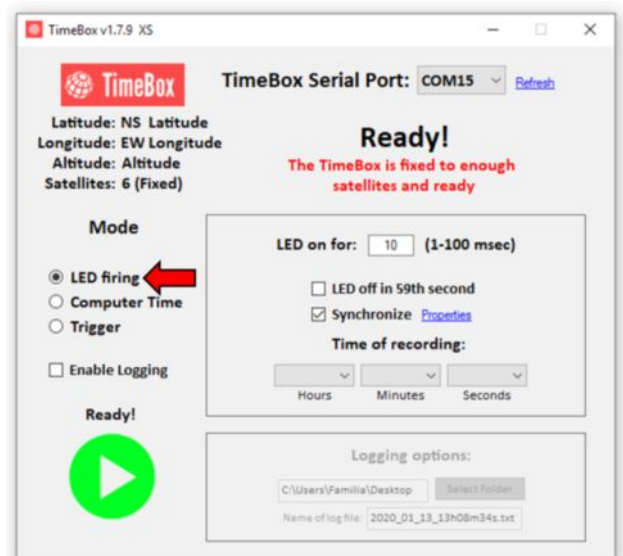 TimeBox v1.7.9 XS
TimeBox
TimeBox Serial Port: COM15 Refresh
Latitude: NS Latitude
Longitude: EW Longitude
Altitude: Altitude
Satellites: 6 (Fixed)
Ready!
The TimeBox is fixed to enough
satellites and ready
Mode
LED firing
Computer Time
Trigger
Enable Logging
Ready!
LED on for: 10 (1-100 msec)
LED off in 59th second
Synchronize Properties
Time of recording:
Hours Minutes Seconds
Logging options:
C:\Users\Familia\Desktop Select Folder
Name of log file: 2020_01_13_13h08m34s.txt